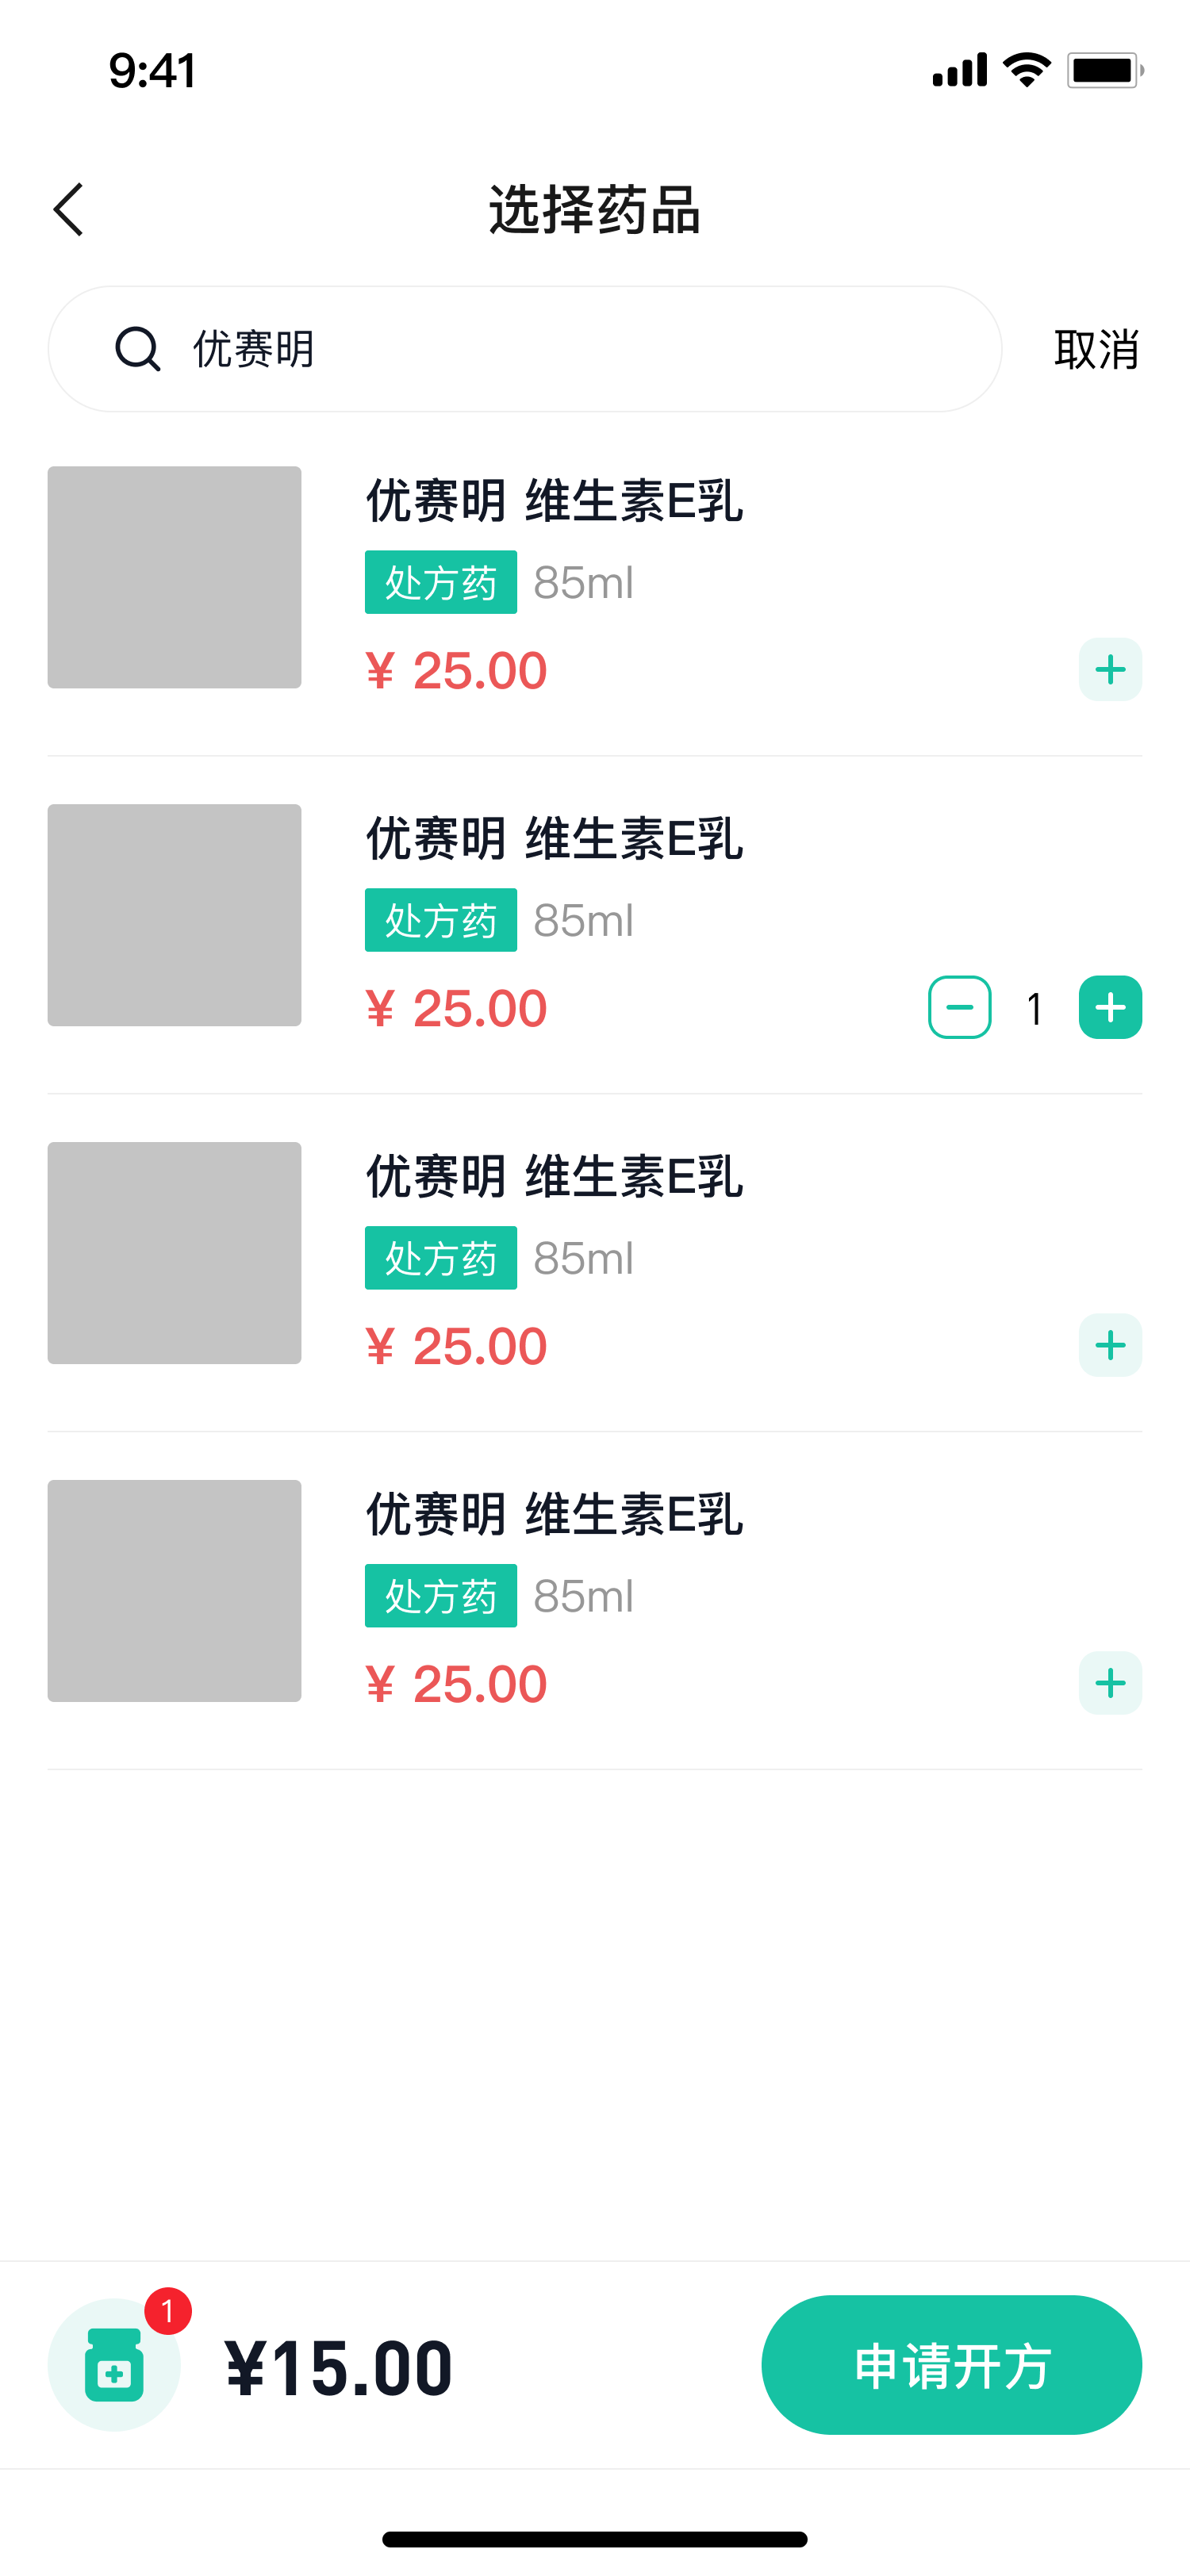 9:41
选择药品
优赛明 取消
优赛明 维生素E乳
处方药 85ml
¥ 25.00
优赛明 维生素E乳
处方药 85ml
¥ 25.00 1
优赛明 维生素E乳
处方药 85ml
¥ 25.00
优赛明 维生素E乳
处方药 85ml
¥ 25.00
1
¥15.00 申请开方